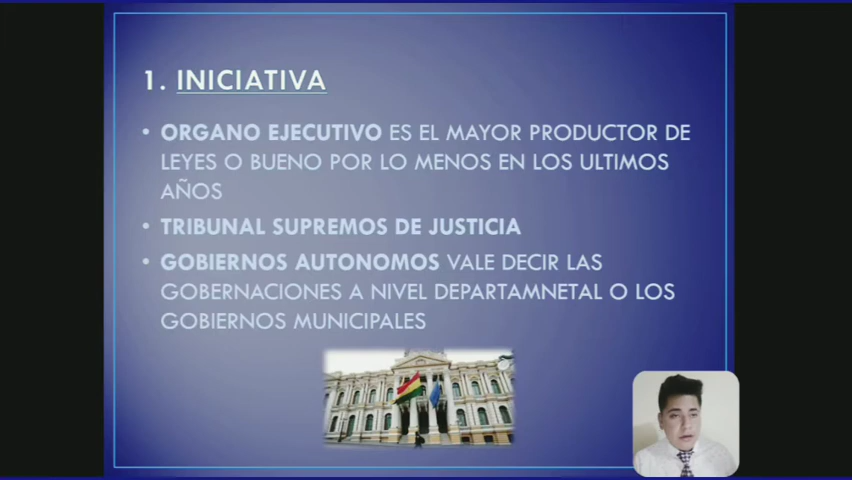 1. INICIATIVA
• ORGANO EJECUTIVO ES EL MAYOR PRODUCTOR DE
LEYES O BUENO POR LO MENOS EN LOS ULTIMOS
AÑOS
• TRIBUNAL SUPREMOS DE JUSTICIA
• GOBIERNOS AUTONOMOS VALE DECIR LAS
GOBERNACIONES A NIVEL DEPARTAMNETAL O LOS
GOBIERNOS MUNICIPALES